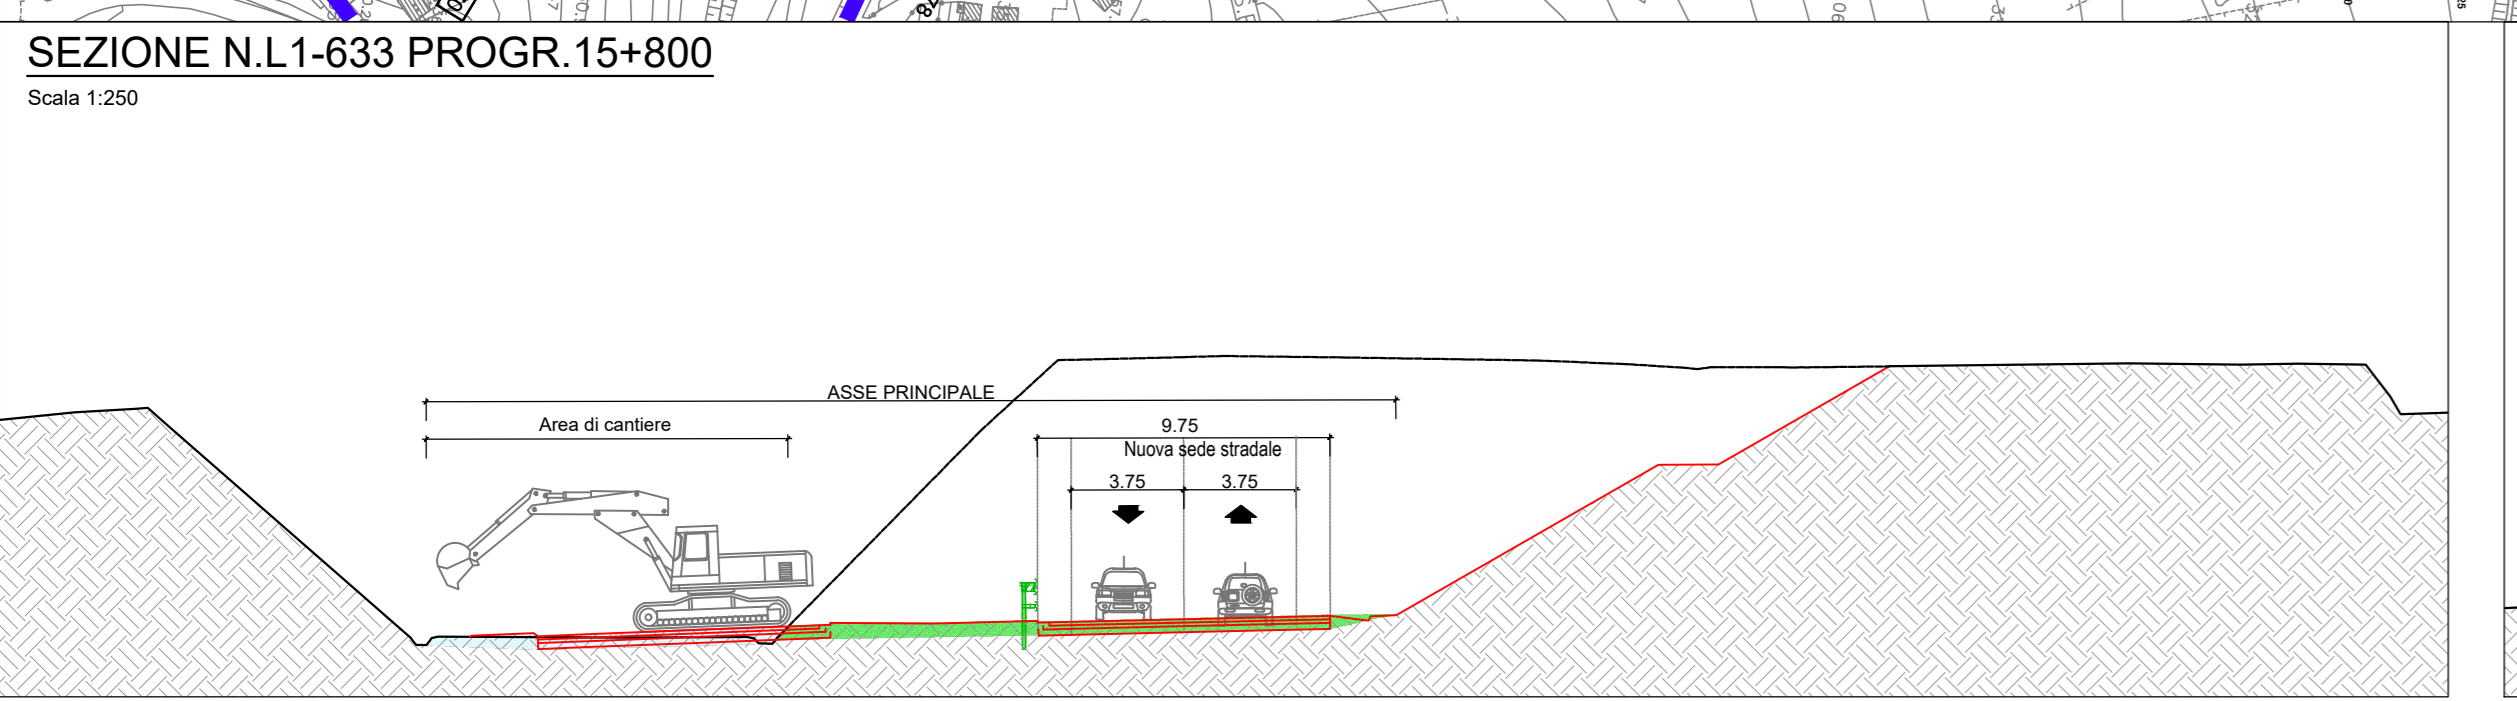 SEZIONE N.L1-633 PROGR.15+800
Scala 1:250
ASSE PRINCIPALE
Area di cantiere
9.75
Nuova sede stradale
3.75
3.75